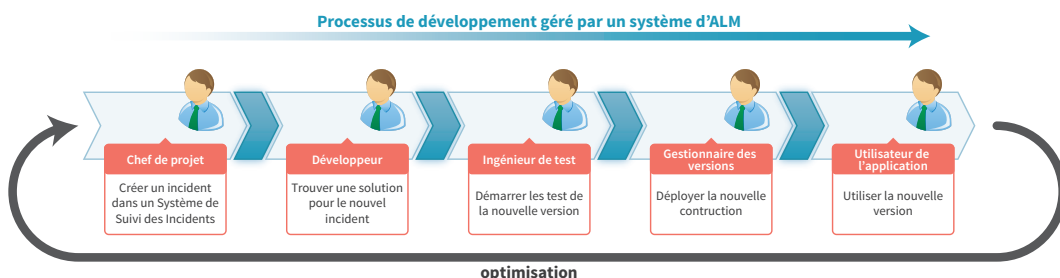 Processus de développement géré par un système d'ALM
Chef de projet
Créer un incident
dans un Système de
Suivi des Incidents
Développeur
Trouver une solution
pour le nouvel
incident
Ingénieur de test
Démarrer les test de
la nouvelle version
Gestionnaire des
versions
Déployer la nouvelle
contruction
Utilisateur de
l'application
Utiliser la nouvelle
version
optimisation